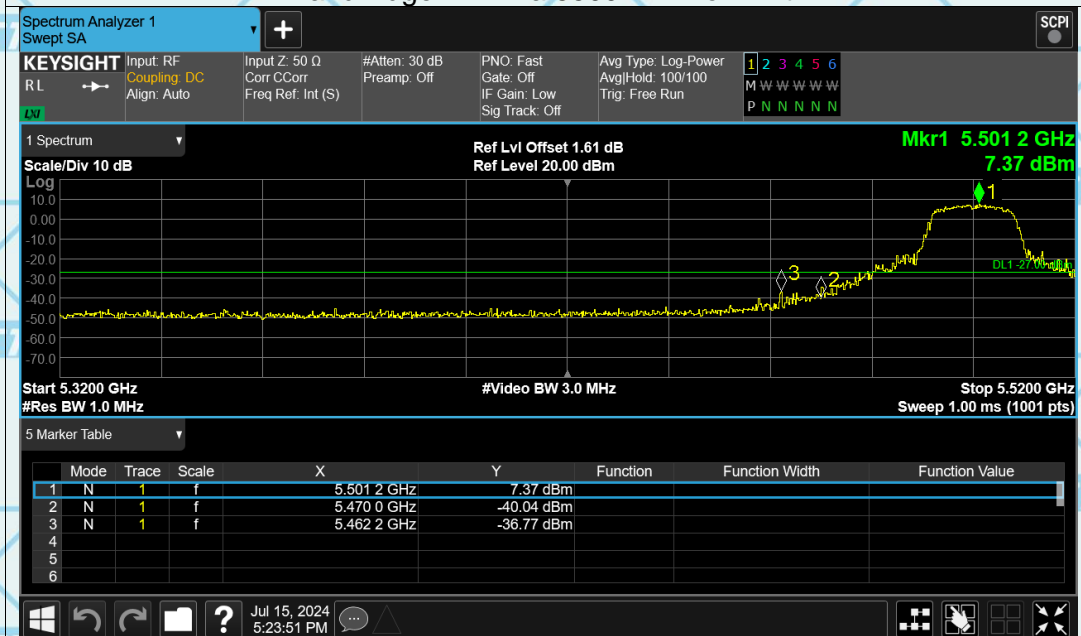 Spectrum Analyzer 1
Swept SA
+
SCPI
KEYSIGHT Input: RF Input Z: 50 Ω #Atten: 30 dB PNO: Fast Avg Type: Log-Power 1 2 3 4 5 6
R L Coupling: DC Corr CCorr Preamp: Off Gate: Off Avg|Hold: 100/100 M W W W W W
Align: Auto Freq Ref: Int (S) IF Gain: Low Trig: Free Run
LXI Sig Track: Off P N N N N N
1 Spectrum Ref Lvl Offset 1.61 dB Mkr1 5.501 2 GHz
Scale/Div 10 dB Ref Level 20.00 dBm 7.37 dBm
Log
1
10.0
0.00
-10.0
-20.0
DL1 -27.00 dBm
-30.0
3
2
-40.0
-50.0
-60.0
-70.0
Start 5.3200 GHz #Video BW 3.0 MHz Stop 5.5200 GHz
#Res BW 1.0 MHz Sweep 1.00 ms (1001 pts)
5 Marker Table
Mode Trace Scale X Y Function Function Width Function Value
1 N 1 f 5.501 2 GHz 7.37 dBm
2 N 1 f 5.470 0 GHz -40.04 dBm
3 N 1 f 5.462 2 GHz -36.77 dBm
4
5
6
? Jul 15, 2024
5:23:51 PM